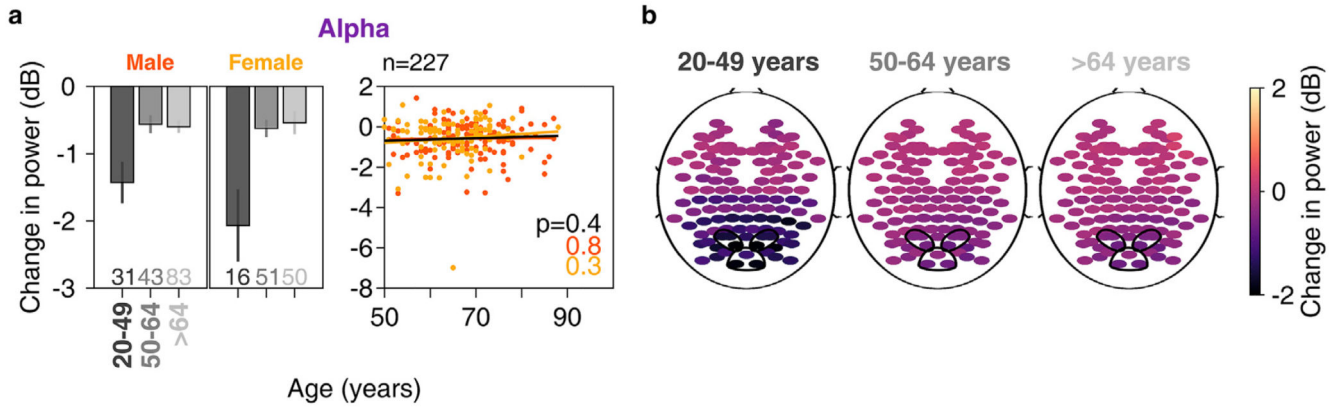 a
Alpha
Male
Female
Change in power (dB)
0
-1
-2
-3
31 43 83
16 51 50
20-49
50-64
>64
n=227
2
0
-2
-4
-6
-8
p=0.4
0.8
0.3
50 70 90
Age (years)
b
20-49 years
50-64 years
>64 years
2
0
-2
Change in power (dB)